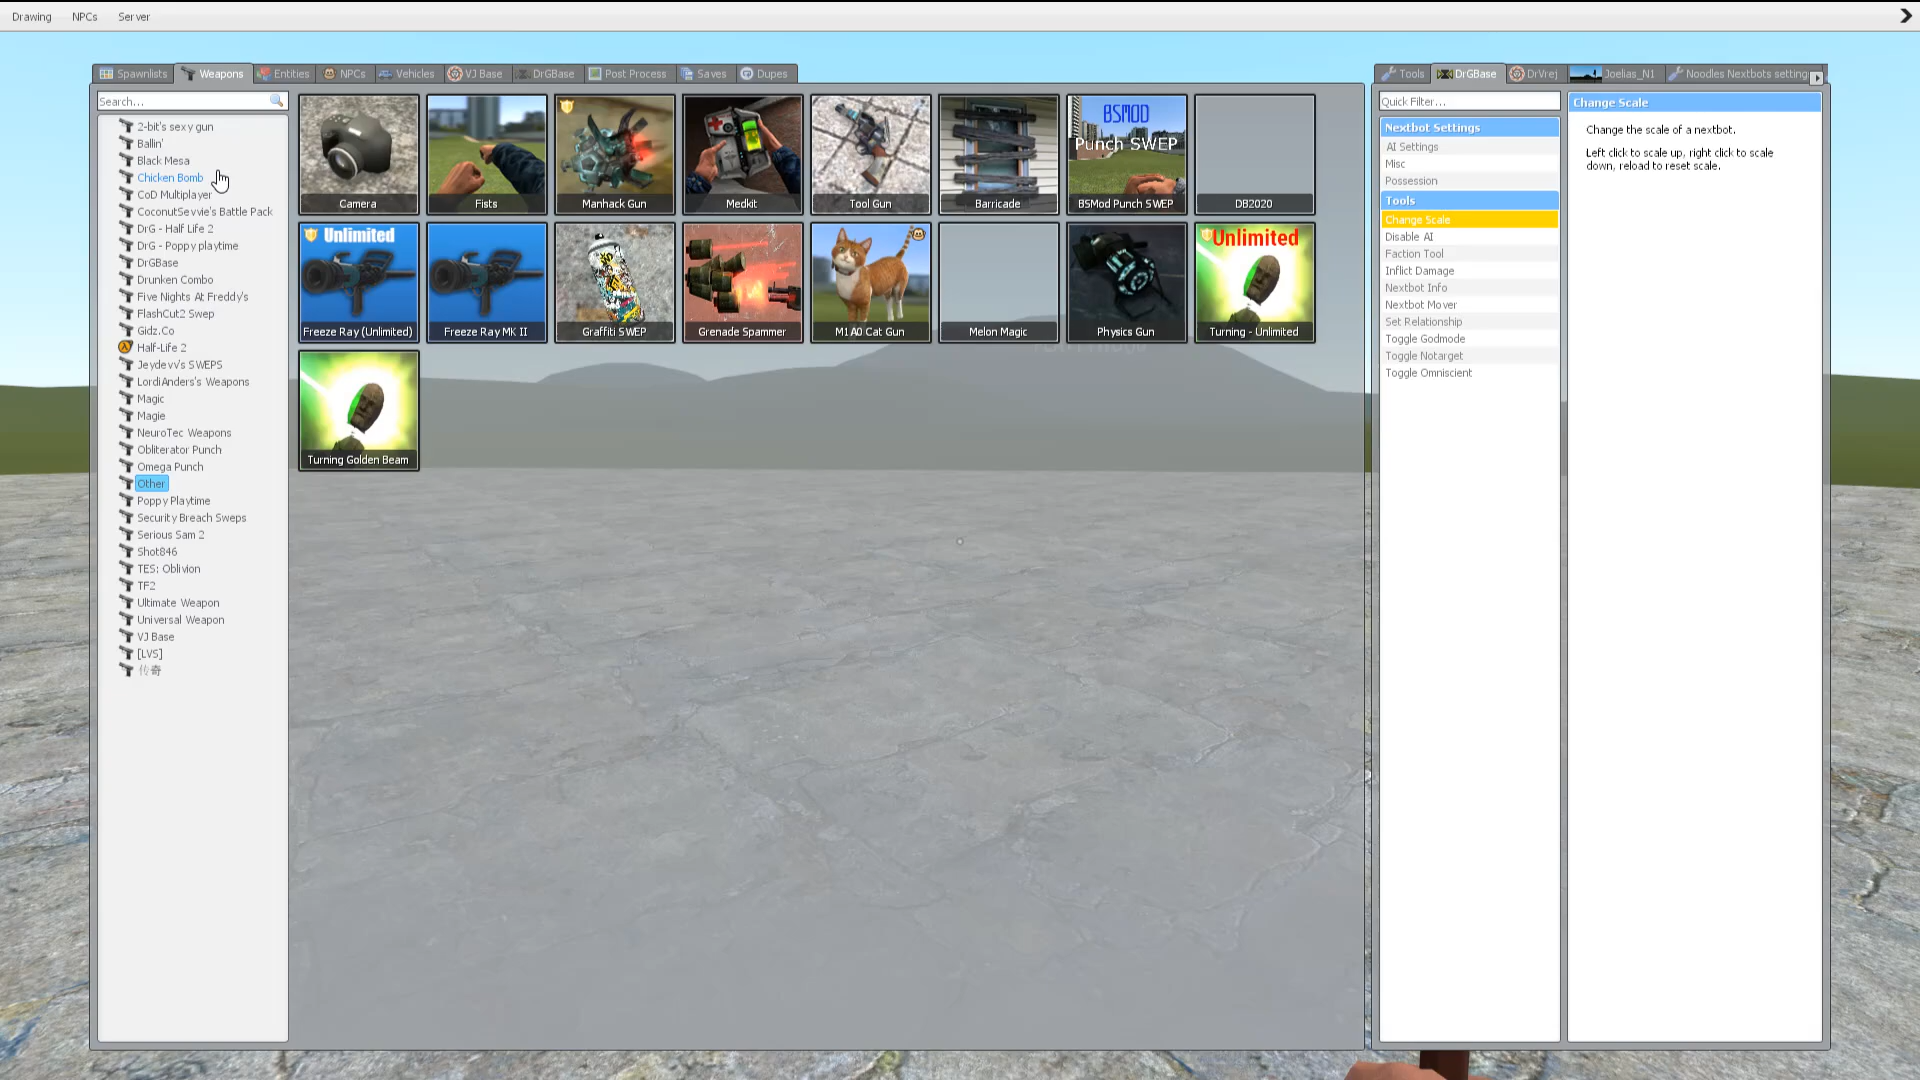 Drawing NPCs Server
Spawnlists Weapons Entities NPCs Vehicles VJ Base DrGBase Post Process Saves Dupes
Search...
2-bit's sexy gun
Ballin'
Black Mesa
Chicken Bomb
CoD Multiplayer
CoconutSevvie's Battle Pack
DrG - Half Life 2
DrG - Poppy playtime
DrGBase
Drunken Combo
Five Nights At Freddy's
FlashCut2 Swep
Gidz.Co
Half-Life 2
Jeydevv's SWEPS
LordiAnders's Weapons
Magic
Magie
NeuroTec Weapons
Obliterator Punch
Omega Punch
Other
Poppy Playtime
Security Breach Sweps
Serious Sam 2
Shot846
TES: Oblivion
TF2
Ultimate Weapon
Universal Weapon
VJ Base
[LVS]
传奇
BSMOD
Punch SWEP
Camera Fists Manhack Gun Medkit Tool Gun Barricade BSMod Punch SWEP DB2020
Unlimited
Unlimited
Freeze Ray (Unlimited) Freeze Ray MK II Graffiti SWEP Grenade Spammer M1A0 Cat Gun Melon Magic Physics Gun Turning - Unlimited
Turning Golden Beam
Tools DrGBase DrVrej Joelias_N1 Noodles Nextbots setting
Quick Filter...
Nextbot Settings
AI Settings
Misc
Possession
Tools
Change Scale
Disable AI
Faction Tool
Inflict Damage
Nextbot Info
Nextbot Mover
Set Relationship
Toggle Godmode
Toggle Notarget
Toggle Omniscient
Change Scale
Change the scale of a nextbot.
Left click to scale up, right click to scale
down, reload to reset scale.